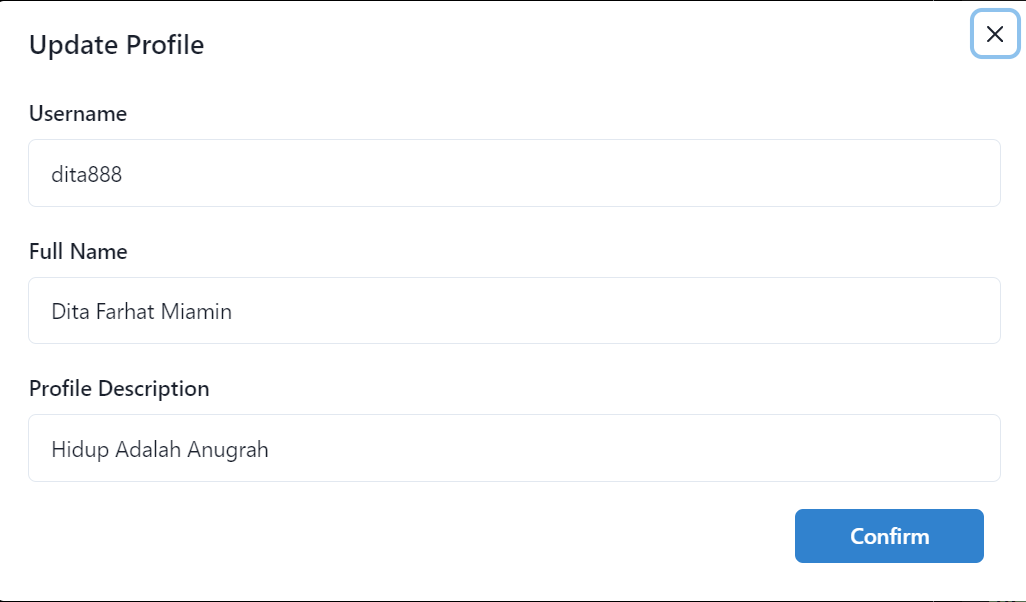 Update Profile
Username
dita888
Full Name
Dita Farhat Miamin
Profile Description
Hidup Adalah Anugrah
Confirm